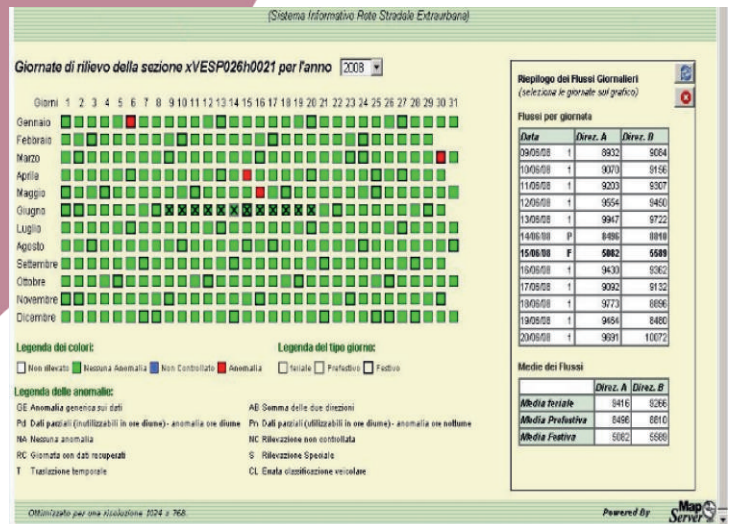 (Sistema Informativo Rete Stradale Extraurbana)
Giornate di rilievo della sezione xVESP026h0021 per l'anno 2008
Giorni 1 2 3 4 5 6 7 8 9 10 11 12 13 14 15 16 17 18 19 20 21 22 23 24 25 26 27 28 29 30 31
Gennaio
Febbraio
Marzo
Aprile
Maggio
Giugno X X X X X X X X X X X X
Luglio
Agosto
Settembre
Ottobre
Novembre
Dicembre
Legenda dei colori:
Non rilevato Nessuna Anomalia Non Controllato Anomalia
Legenda del tipo giorno:
feriale Prefestivo Festivo
Legenda delle anomalie:
GE Anomalia generica sui dati
Pd Dati parziali (inutilizzabili in ore diurne) - anomalia ore diurne
NA Nessuna anomalia
RC Giornata con dati recuperati
T Traslazione temporale
AB Somma delle due direzioni
Pn Dati parziali (utilizzabili in ore diurne) - anomalia ore notturne
NC Rilevazione non controllata
S Rilevazione Speciale
CL Errata classificazione veicolare
Riepilogo dei Flussi Giornalieri
(seleziona le giornate sul grafico)
Flussi per giornata
Data Direz. A Direz. B
09/06/08 f 8932 9084
10/06/08 f 9070 9156
11/06/08 f 9203 9307
12/06/08 f 9554 9450
13/06/08 f 9947 9722
14/06/08 P 8496 8810
15/06/08 F 5082 5589
16/06/08 f 9430 9362
17/06/08 f 9092 9132
18/06/08 f 9773 8896
19/06/08 f 9464 8480
20/06/08 f 9691 10072
Medie dei Flussi
Direz. A Direz. B
Media feriale 9416 9266
Media Prefestiva 8496 8810
Media Festiva 5082 5589
Ottimizzato per una risoluzione 1024 x 768.
Powered By MapServer